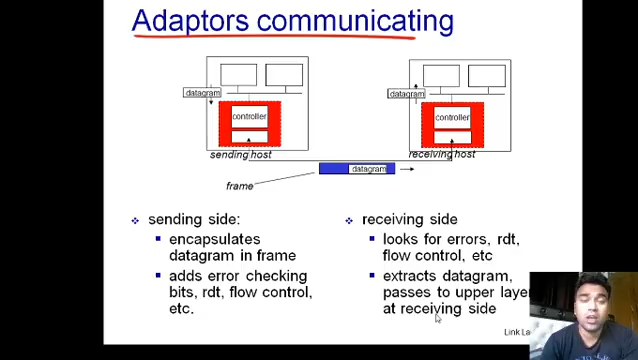 Adaptors communicating
datagram
datagram
controller
controller
sending host
receiving host
datagram
frame
sending side:
encapsulates
datagram in frame
adds error checking
bits, rdt, flow control,
etc.
receiving side
looks for errors, rdt,
flow control, etc
extracts datagram,
passes to upper layer
at receiving side
Link La